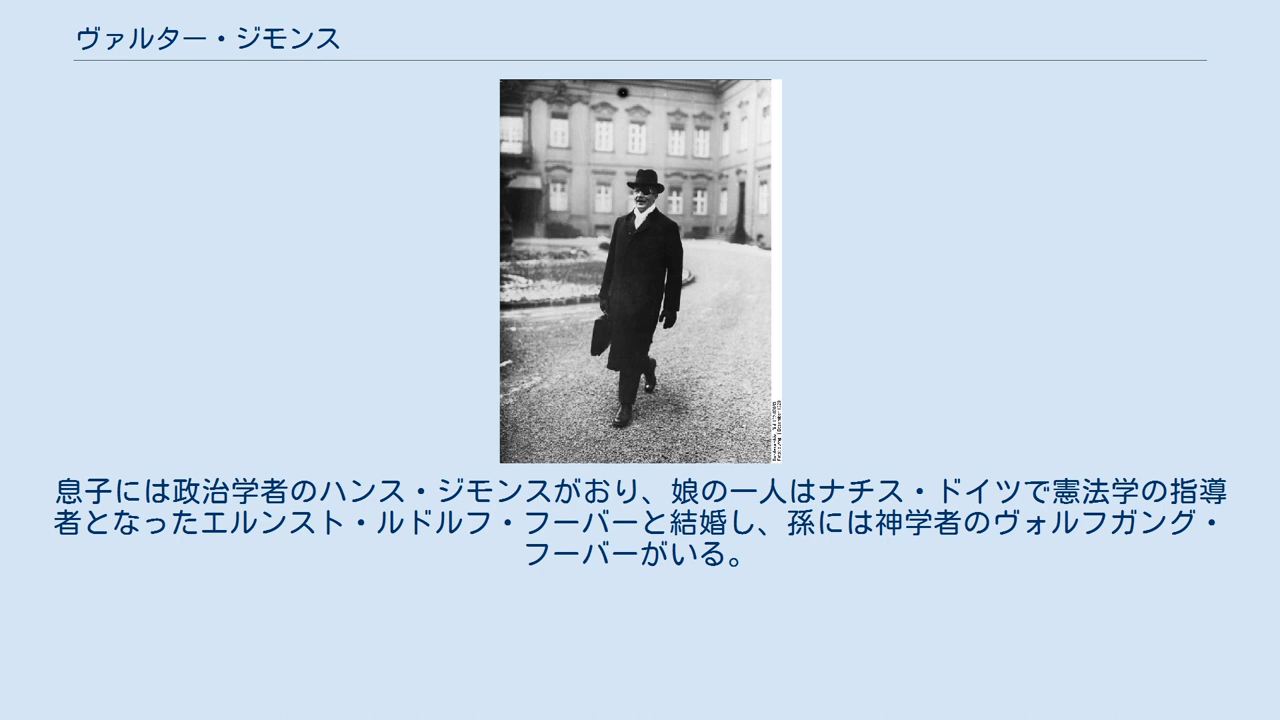 ヴァルター・ジモンス
息子には政治学者のハンス・ジモンスがおり、娘の一人はナチス・ドイツで憲法学の指導
者となったエルンスト・ルドルフ・フーバーと結婚し、孫には神学者のヴォルフガング・
フーバーがいる。